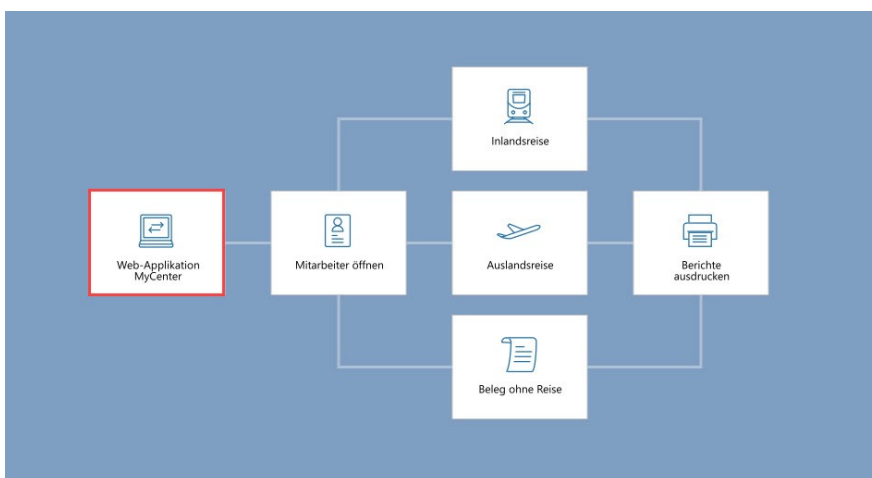 Inlandsreise
Web-Applikation
MyCenter
Mitarbeiter öffnen
Auslandsreise
Berichte
ausdrucken
Beleg ohne Reise